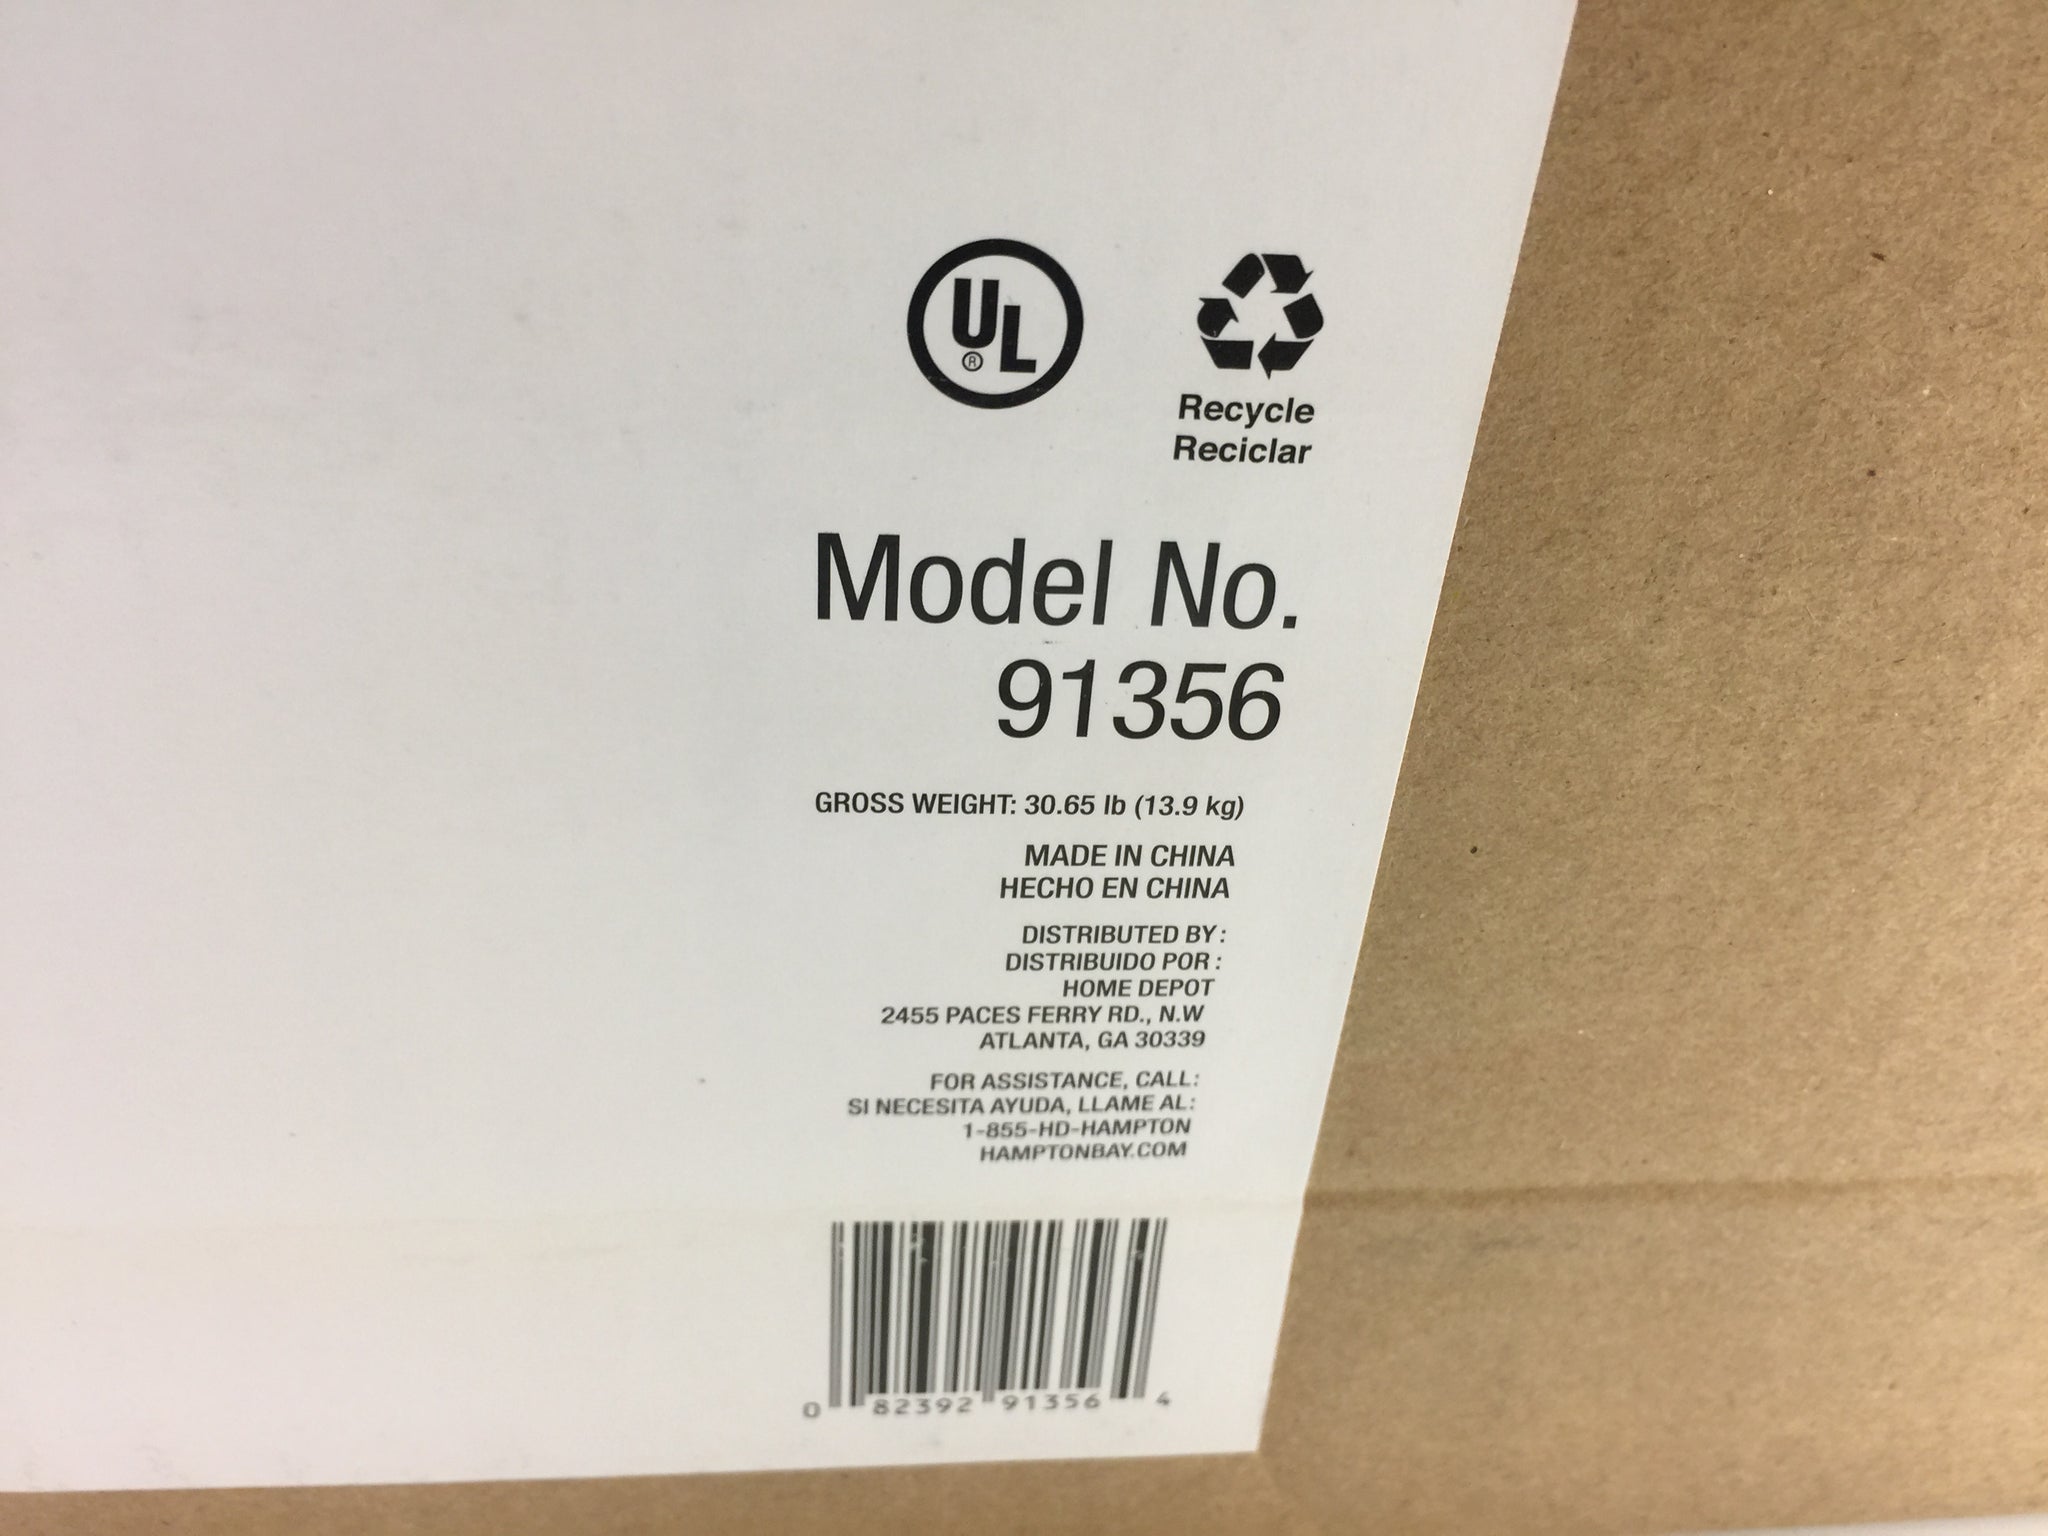 UL
®
Recycle
Reciclar
Model No.
91356
GROSS WEIGHT: 30.65 lb (13.9 kg)
MADE IN CHINA
HECHO EN CHINA
DISTRIBUTED BY:
DISTRIBUIDO POR:
HOME DEPOT
2455 PACES FERRY RD., N.W
ATLANTA, GA 30339
FOR ASSISTANCE, CALL:
SI NECESITA AYUDA, LLAME AL:
1-855-HD-HAMPTON
HAMPTONBAY.COM
0 82392 91356 4